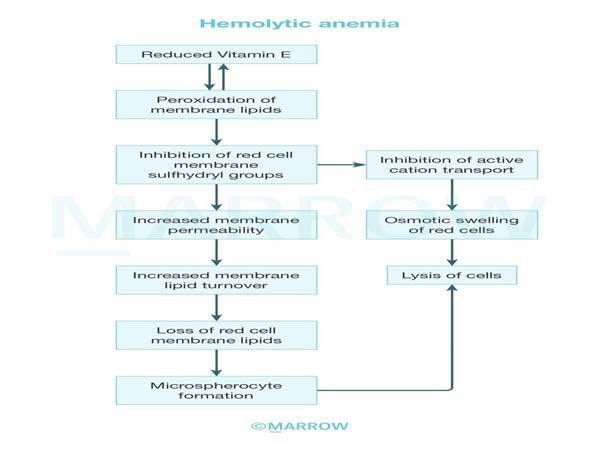 Hemolytic anemia
Reduced Vitamin E
Peroxidation of
membrane lipids
Inhibition of red cell
membrane
sulfhydryl groups
Inhibition of active
cation transport
Increased membrane
permeability
Osmotic swelling
of red cells
Increased membrane
lipid turnover
Lysis of cells
Loss of red cell
membrane lipids
Microspherocyte
formation
MARROW
©MARROW